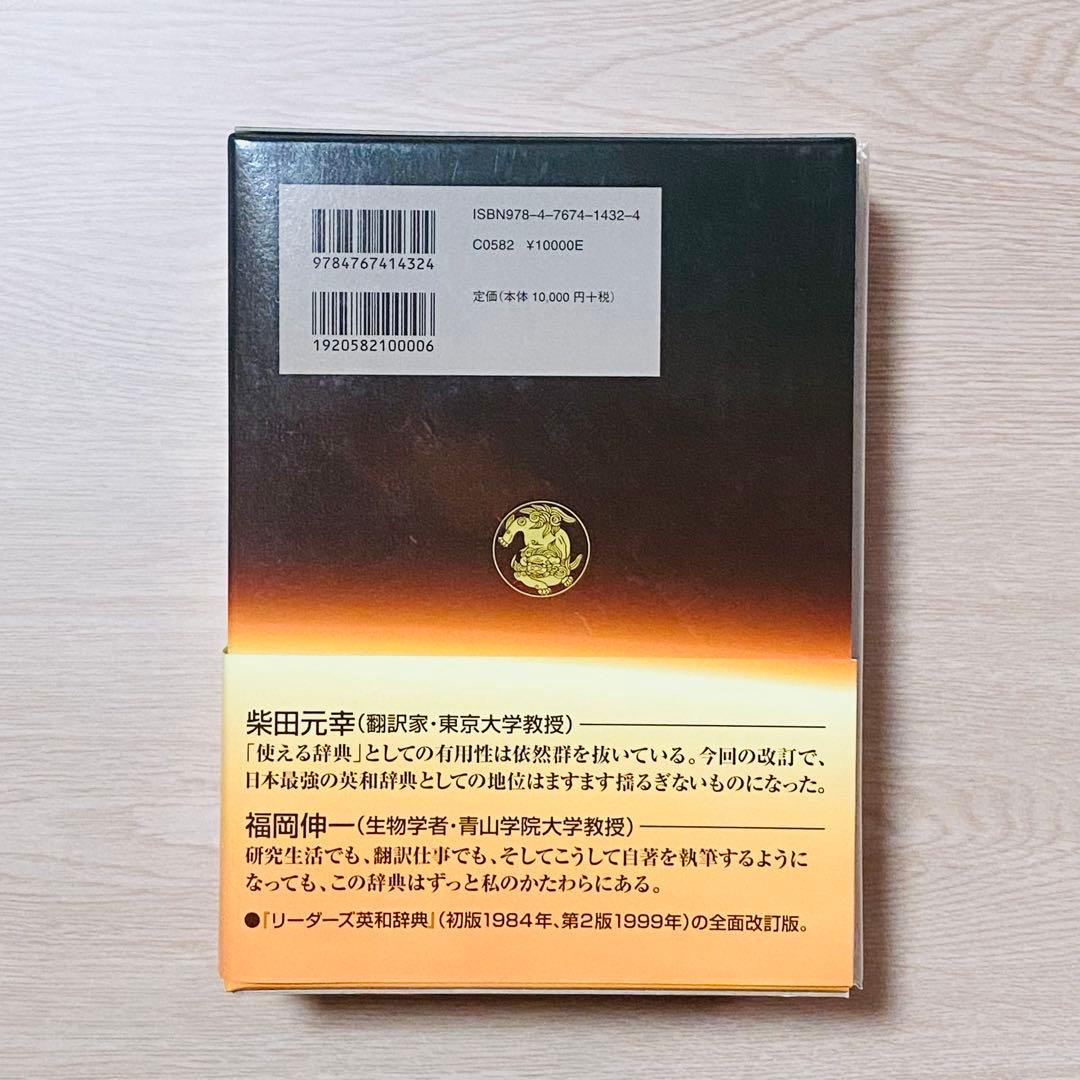 ISBN978-4-7674-1432-4
C0582 ¥10000E
定価(本体 10,000 円+税)
9784767414324
1920582100006
柴田元幸(翻訳家・東京大学教授)
「使える辞典」としての有用性は依然群を抜いている。今回の改訂で、
日本最強の英和辞典としての地位はますます揺るぎないものになった。
福岡伸一(生物学者・青山学院大学教授)
研究生活でも、翻訳仕事でも、そしてこうして自著を執筆するように
なっても、この辞典はずっと私のかたわらにある。
●『リーダーズ英和辞典』(初版1984年、第2版1999年)の全面改訂版。